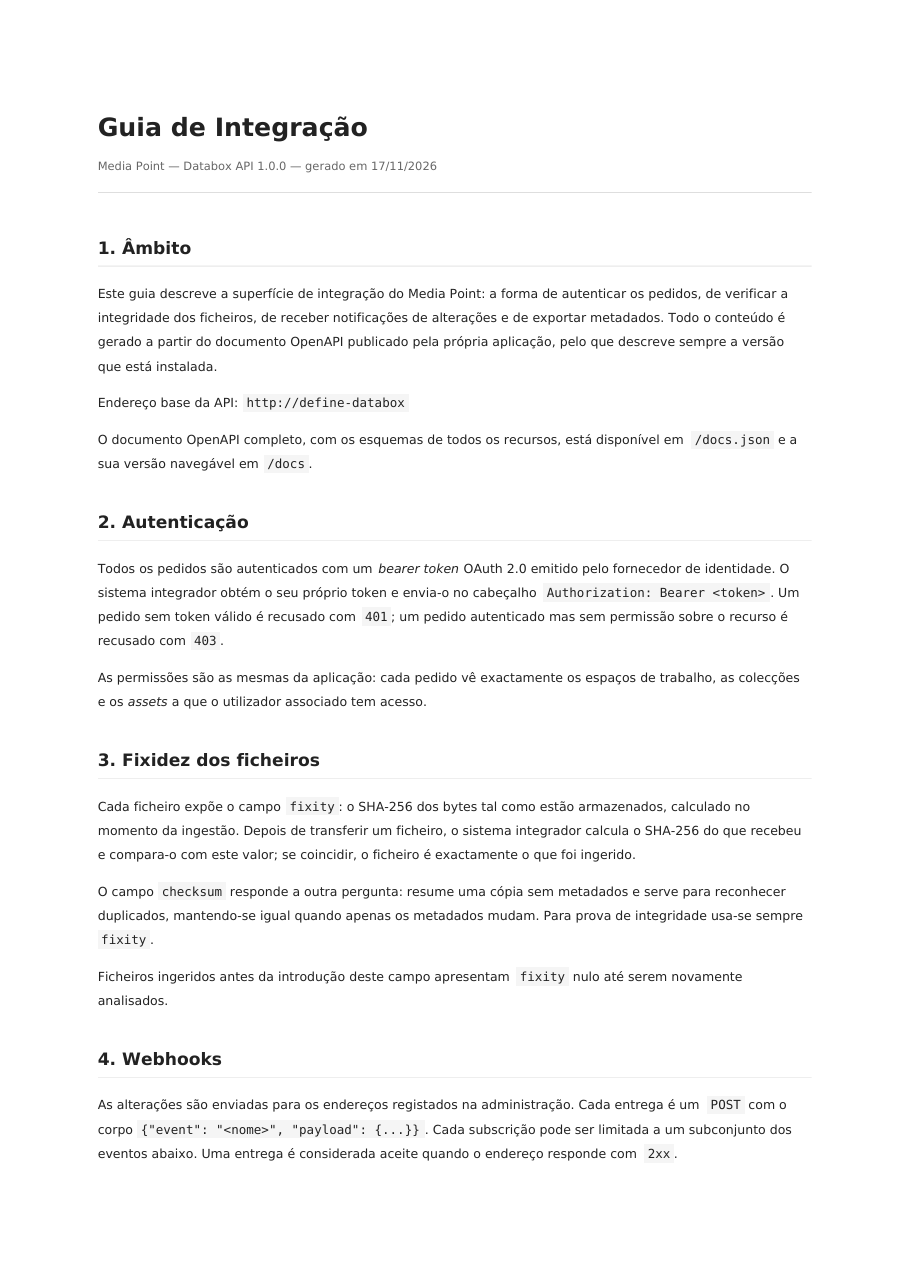 Guia de Integração
Media Point — Databox API 1.0.0 — gerado em 17/11/2026
1. Âmbito
Este guia descreve a superfície de integração do Media Point: a forma de autenticar os pedidos, de verificar a
integridade dos ficheiros, de receber notificações de alterações e de exportar metadados. Todo o conteúdo é
gerado a partir do documento OpenAPI publicado pela própria aplicação, pelo que descreve sempre a versão
que está instalada.
Endereço base da API: http://define-databox
O documento OpenAPI completo, com os esquemas de todos os recursos, está disponível em /docs.json e a
sua versão navegável em /docs.
2. Autenticação
Todos os pedidos são autenticados com um bearer token OAuth 2.0 emitido pelo fornecedor de identidade. O
sistema integrador obtém o seu próprio token e envia-o no cabeçalho Authorization: Bearer <token>. Um
pedido sem token válido é recusado com 401; um pedido autenticado mas sem permissão sobre o recurso é
recusado com 403.
As permissões são as mesmas da aplicação: cada pedido vê exactamente os espaços de trabalho, as colecções
e os assets a que o utilizador associado tem acesso.
3. Fixidez dos ficheiros
Cada ficheiro expõe o campo fixity: o SHA-256 dos bytes tal como estão armazenados, calculado no
momento da ingestão. Depois de transferir um ficheiro, o sistema integrador calcula o SHA-256 do que recebeu
e compara-o com este valor; se coincidir, o ficheiro é exactamente o que foi ingerido.
O campo checksum responde a outra pergunta: resume uma cópia sem metadados e serve para reconhecer
duplicados, mantendo-se igual quando apenas os metadados mudam. Para prova de integridade usa-se sempre
fixity.
Ficheiros ingeridos antes da introdução deste campo apresentam fixity nulo até serem novamente
analisados.
4. Webhooks
As alterações são enviadas para os endereços registados na administração. Cada entrega é um POST com o
corpo {"event": "<nome>", "payload": {...}}. Cada subscrição pode ser limitada a um subconjunto dos
eventos abaixo. Uma entrega é considerada aceite quando o endereço responde com 2xx.